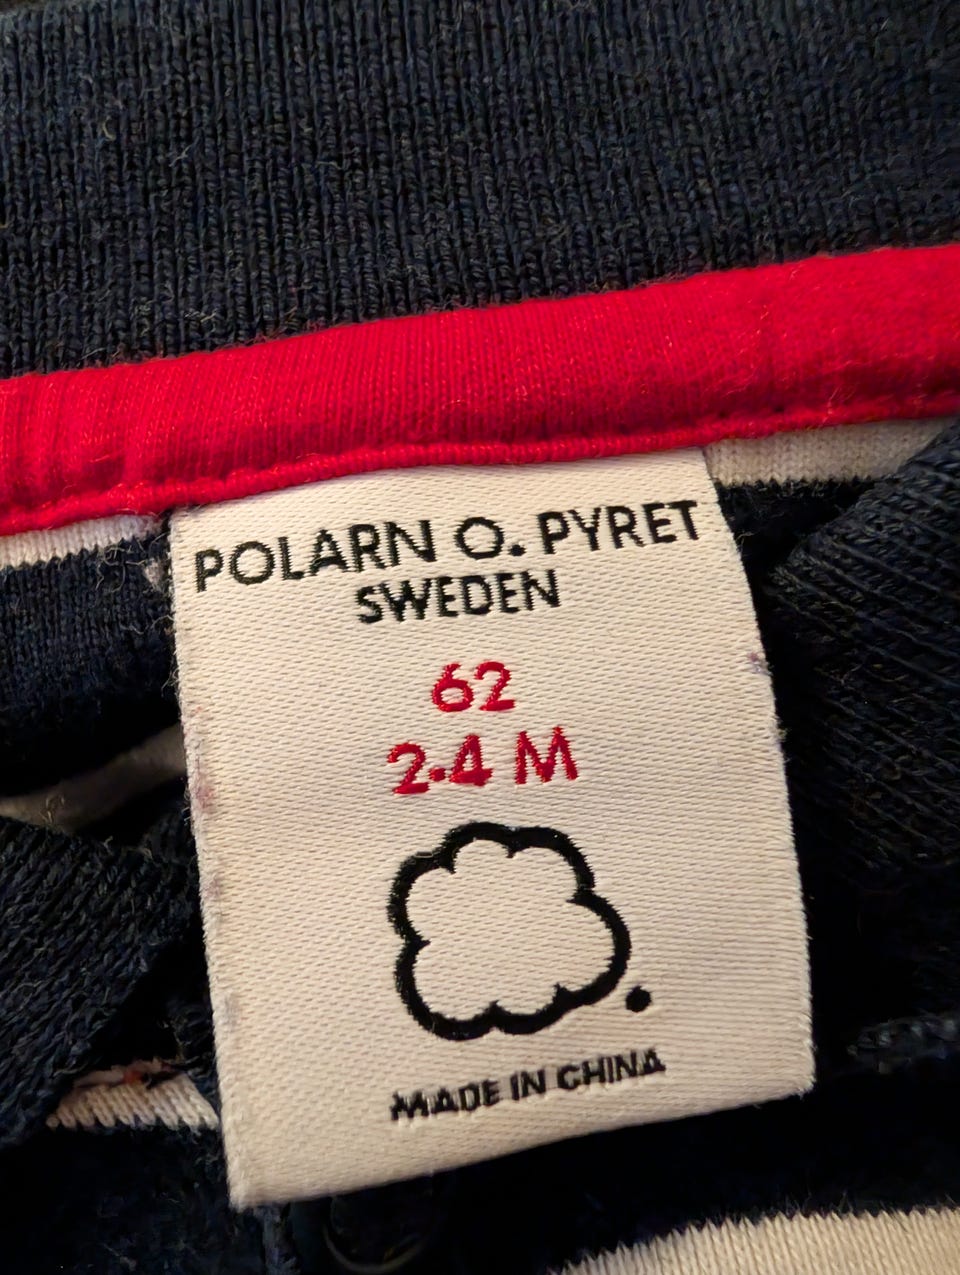 POLARN O. PYRET
SWEDEN
62
2-4 M
MADE IN CHINA